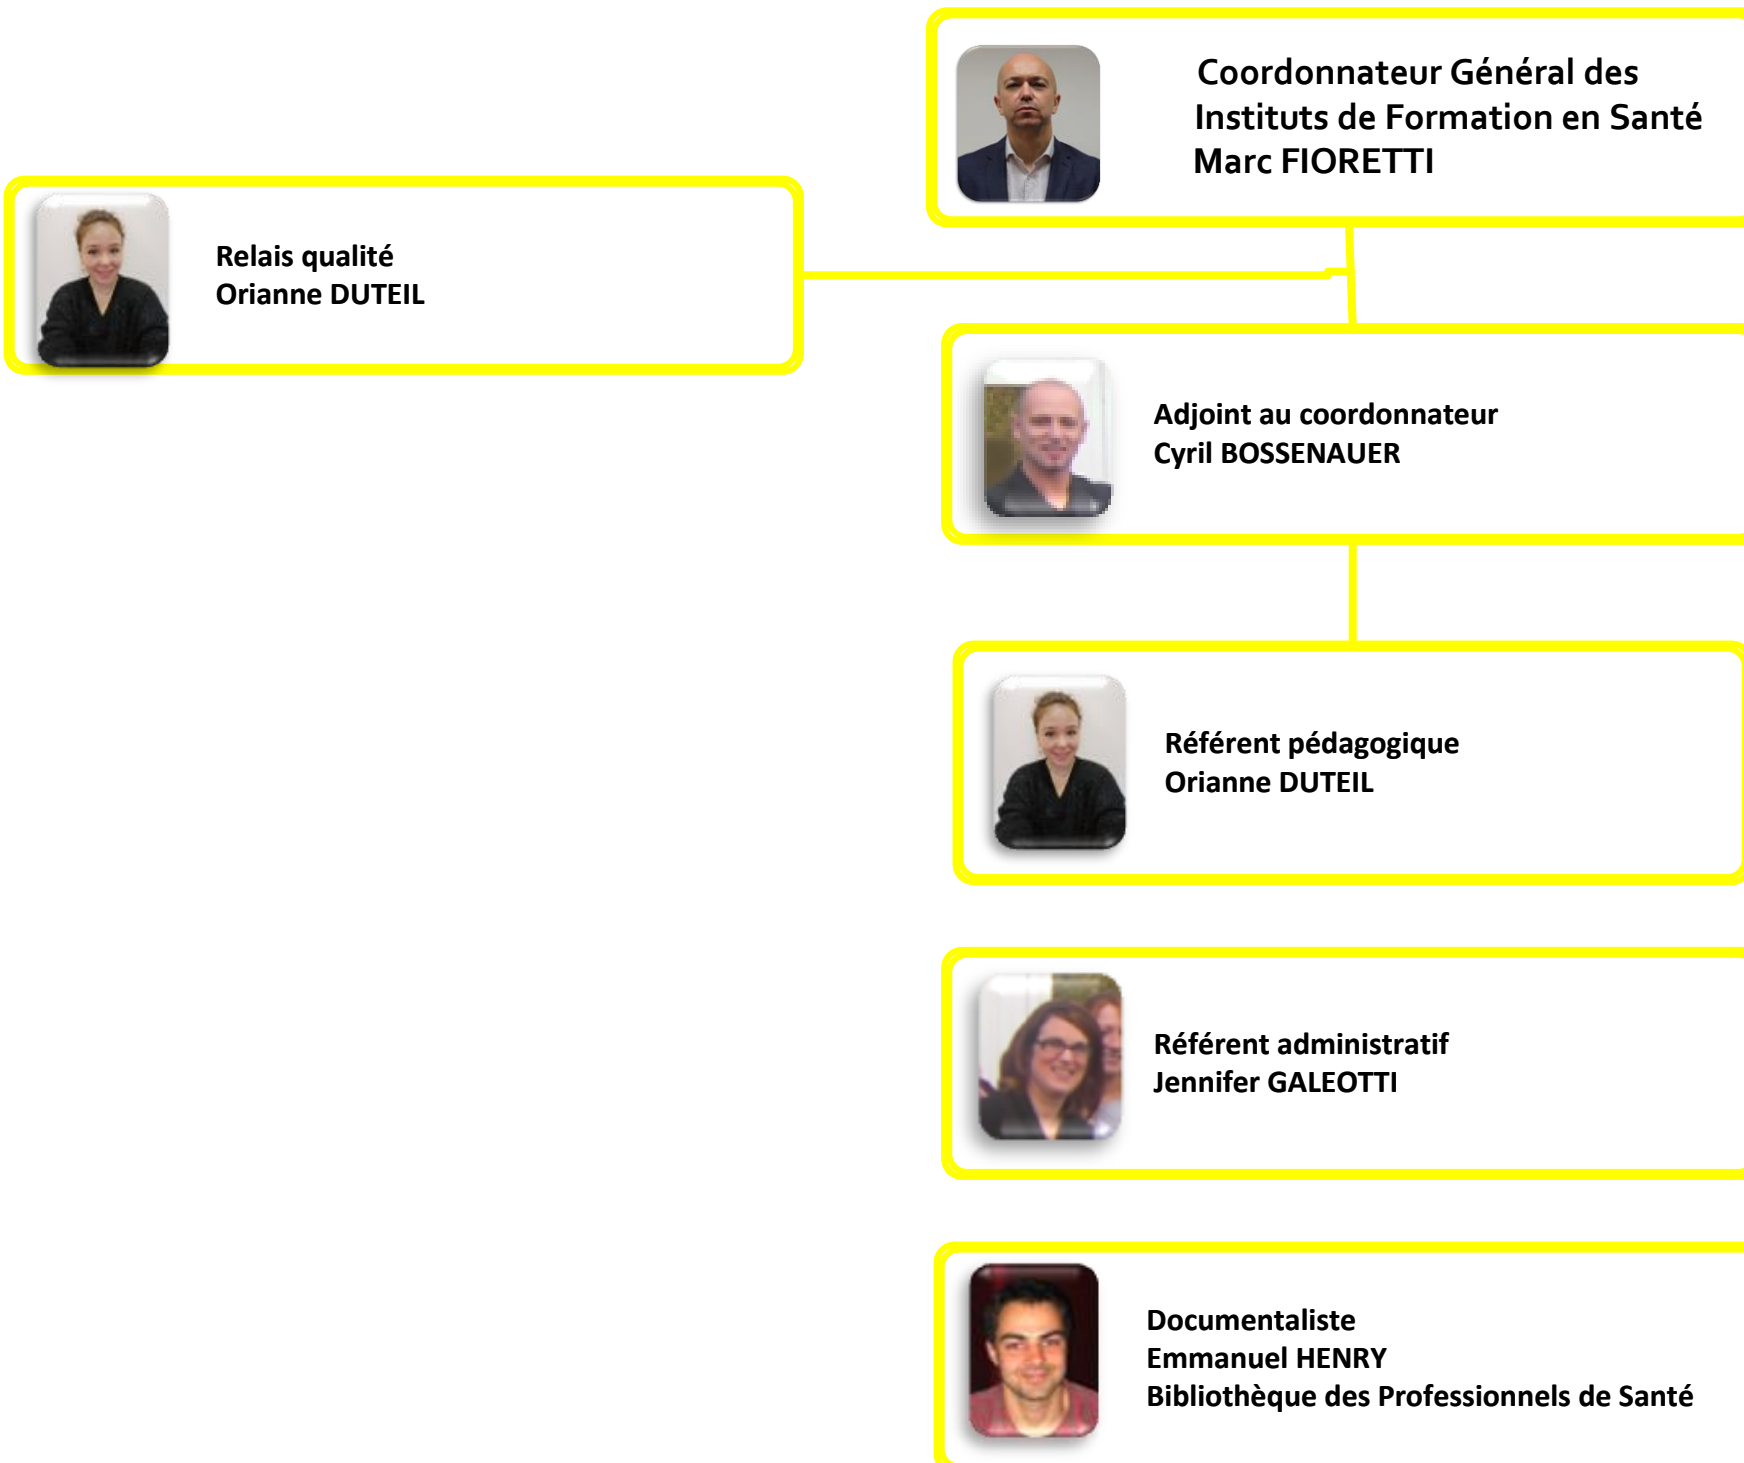 Coordonnateur Général des
Instituts de Formation en Santé
Marc FIORETTI
Relais qualité
Orianne DUTEIL
Adjoint au coordonnateur
Cyril BOSSENAUER
Référent pédagogique
Orianne DUTEIL
Référent administratif
Jennifer GALEOTTI
Documentaliste
Emmanuel HENRY
Bibliothèque des Professionnels de Santé